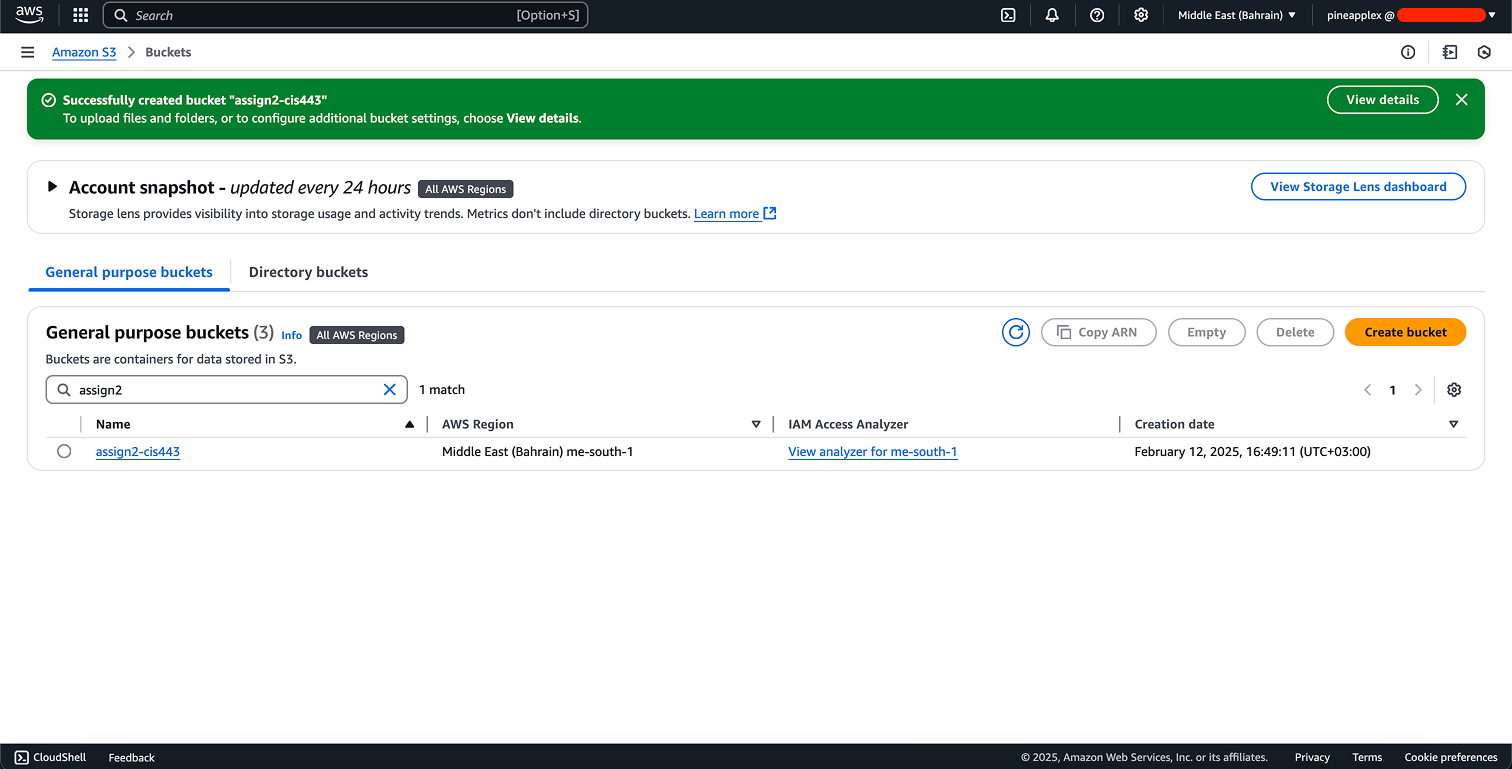 aws
Search [Option+S]
Middle East (Bahrain)
pineapplex @
Amazon S3 Buckets
Successfully created bucket "assign2-cis443"
To upload files and folders, or to configure additional bucket settings, choose View details.
View details
Account snapshot - updated every 24 hours All AWS Regions
View Storage Lens dashboard
Storage lens provides visibility into storage usage and activity trends. Metrics don't include directory buckets. Learn more
General purpose buckets Directory buckets
General purpose buckets (3) Info All AWS Regions
Copy ARN Empty Delete Create bucket
Buckets are containers for data stored in S3.
assign2 1 match
1
Name AWS Region IAM Access Analyzer Creation date
assign2-cis443 Middle East (Bahrain) me-south-1 View analyzer for me-south-1 February 12, 2025, 16:49:11 (UTC+03:00)
CloudShell Feedback © 2025, Amazon Web Services, Inc. or its affiliates. Privacy Terms Cookie preferences